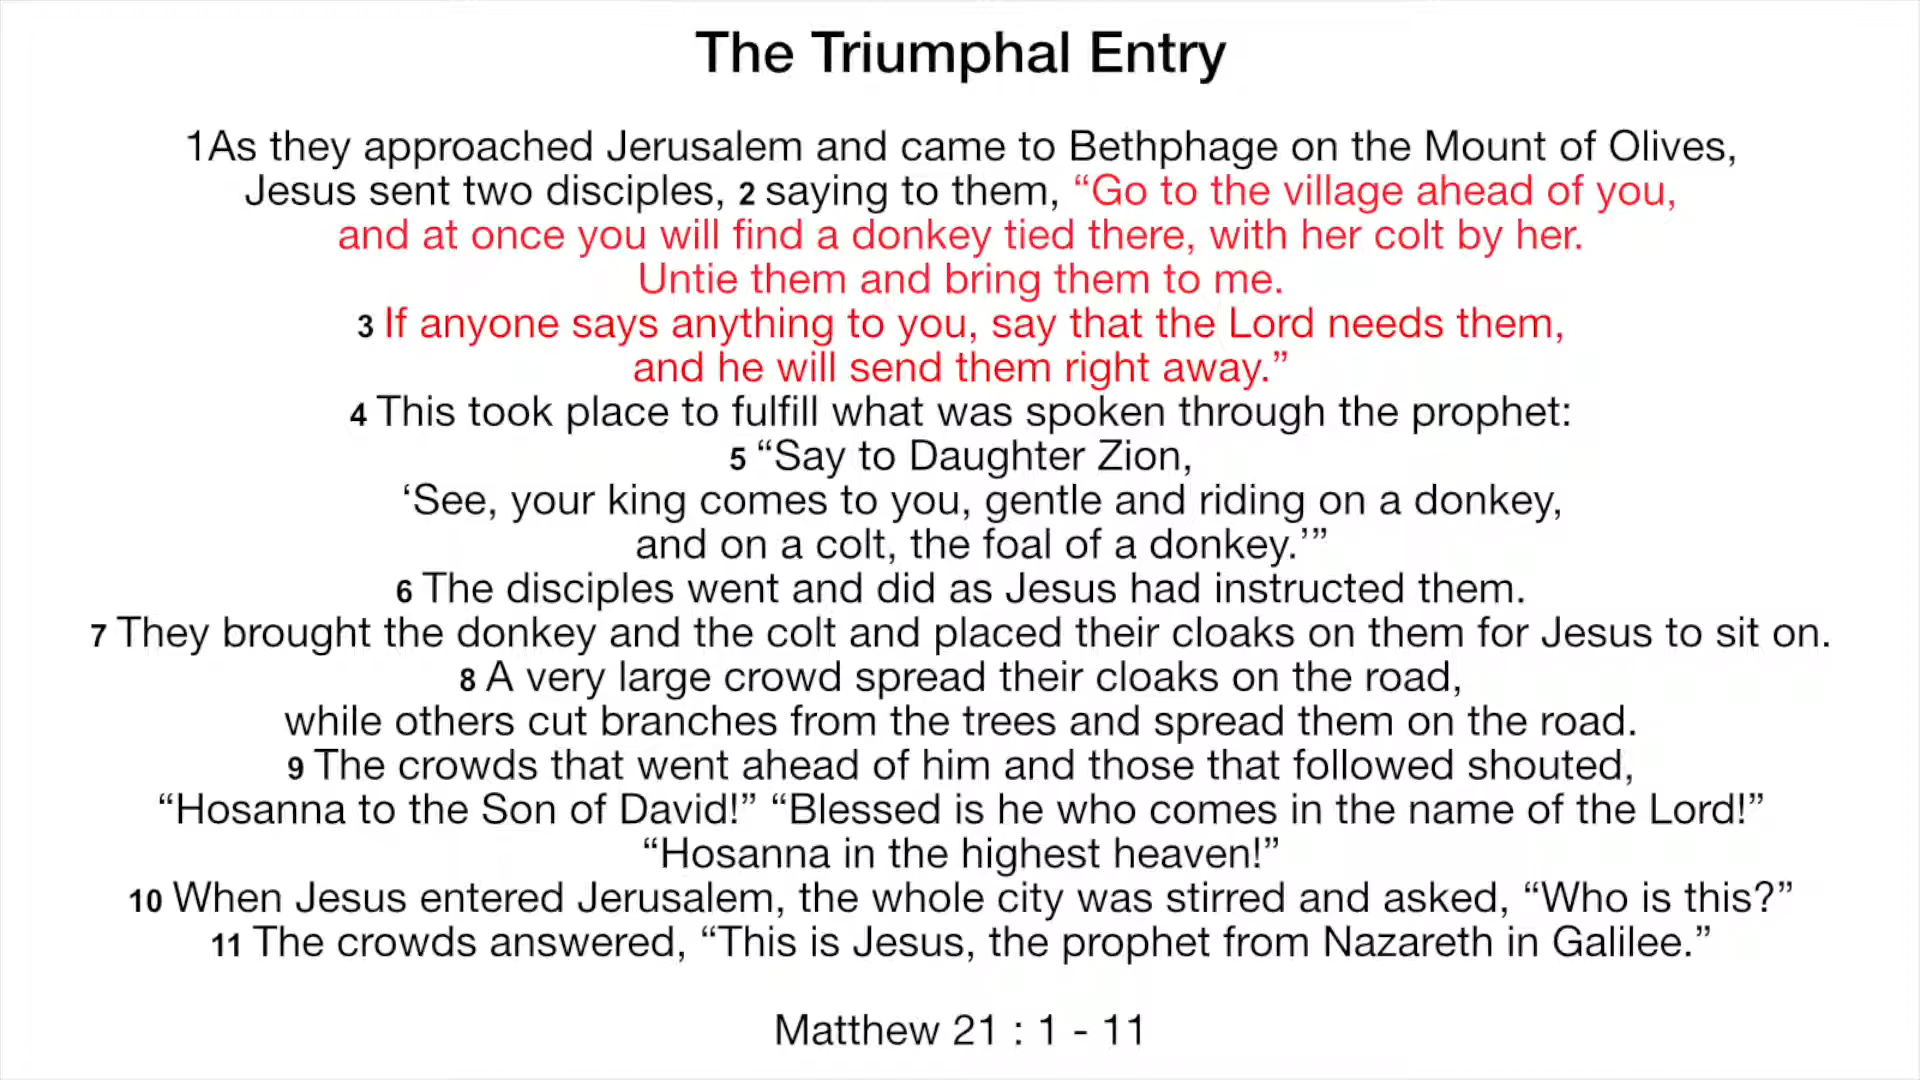 The Triumphal Entry
1As they approached Jerusalem and came to Bethphage on the Mount of Olives,
Jesus sent two disciples, 2 saying to them, “Go to the village ahead of you,
and at once you will find a donkey tied there, with her colt by her.
Untie them and bring them to me.
3 If anyone says anything to you, say that the Lord needs them,
and he will send them right away.”
4 This took place to fulfill what was spoken through the prophet:
5 “Say to Daughter Zion,
‘See, your king comes to you, gentle and riding on a donkey,
and on a colt, the foal of a donkey.’”
6 The disciples went and did as Jesus had instructed them.
7 They brought the donkey and the colt and placed their cloaks on them for Jesus to sit on.
8 A very large crowd spread their cloaks on the road,
while others cut branches from the trees and spread them on the road.
9 The crowds that went ahead of him and those that followed shouted,
“Hosanna to the Son of David!” “Blessed is he who comes in the name of the Lord!”
“Hosanna in the highest heaven!”
10 When Jesus entered Jerusalem, the whole city was stirred and asked, “Who is this?”
11 The crowds answered, “This is Jesus, the prophet from Nazareth in Galilee.”
Matthew 21 : 1 - 11